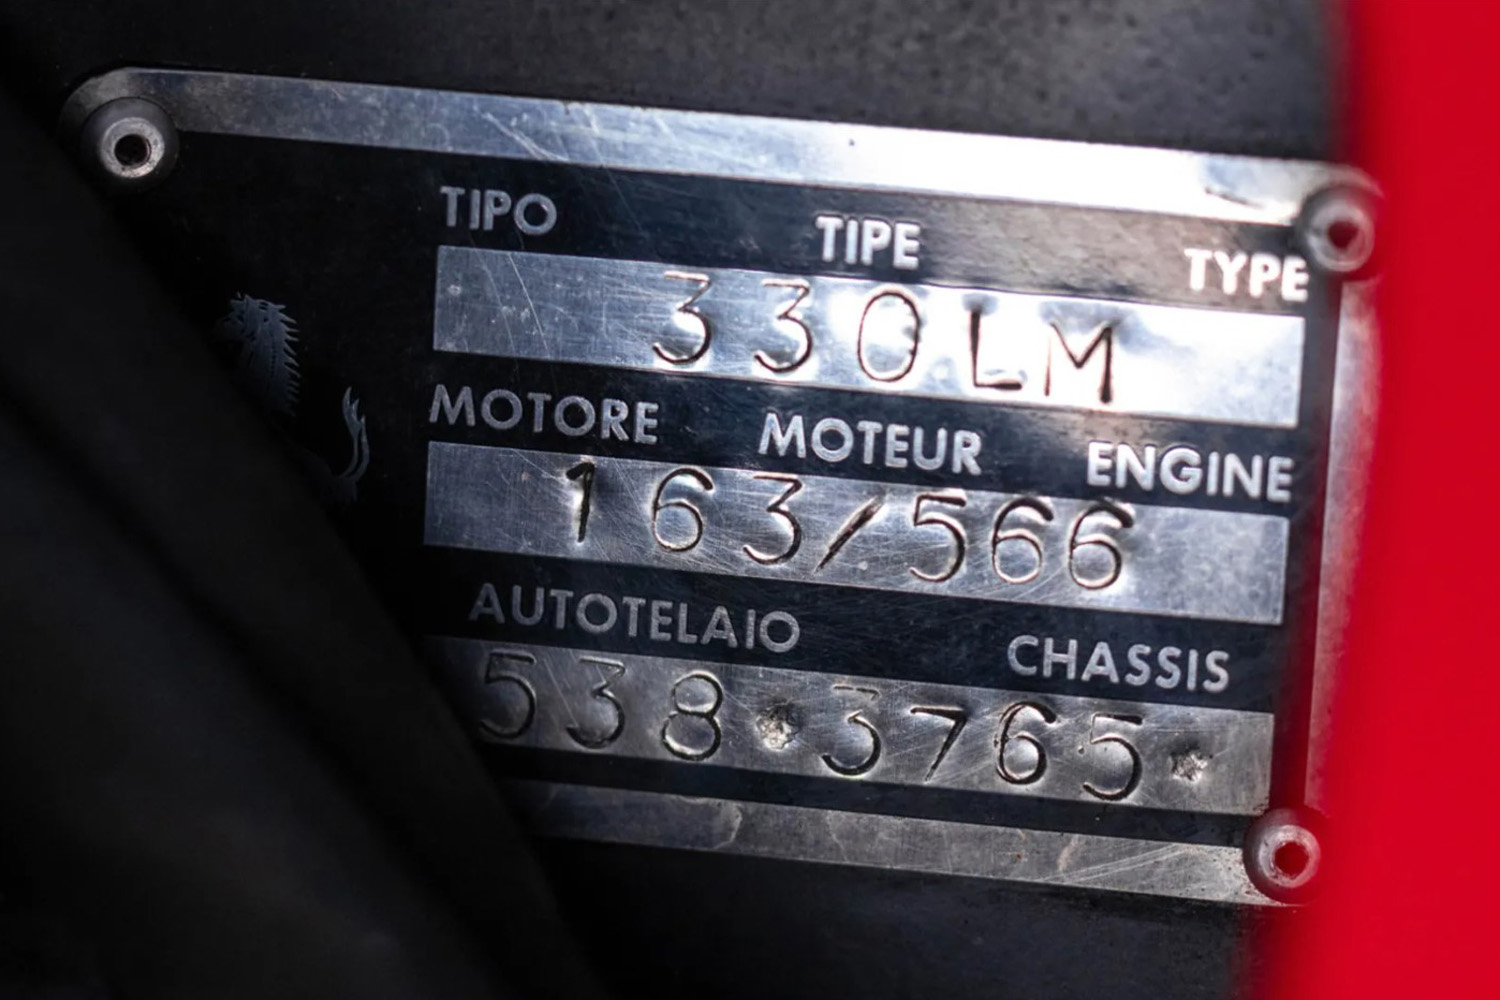 TIPO TIPE TYPE
330LM
MOTORE MOTEUR ENGINE
163/566
AUTOTELAIO CHASSIS
538*3765*